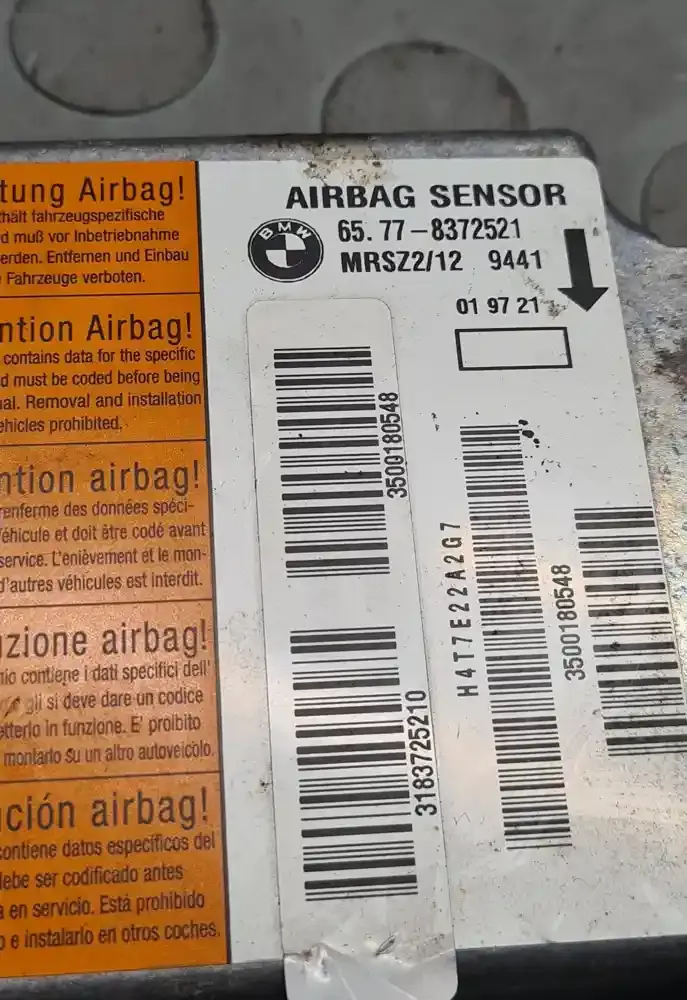 tung Airbag!
thält fahrzeugspezifische
d muß vor Inbetriebnahme
erden. Entfernen und Einbau
Fahrzeuge verboten.
ntion Airbag!
contains data for the specific
d must be coded before being
al. Removal and installation
ehicles prohibited.
ntion airbag!
renferme des données spéci-
éhicule et doit être codé avant
service. L'enièvement et le mon-
d'autres véhicules est interdit.
zione airbag!
nio contiene i dati specifici dell'
gli si deve dare un codice
etterlo in funzione. E' proibito
montarlo su un altro autoveicolo.
ción airbag!
contiene datos específicos del
ebe ser codificado antes
a en servicio. Está prohibido
o e instalarlo en otros coches.
AIRBAG SENSOR
BMW
65.77-8372521
MRSZ2/12 9441
01 97 21
3500180548
3183725210
H4T7E22A2G7
3500180548